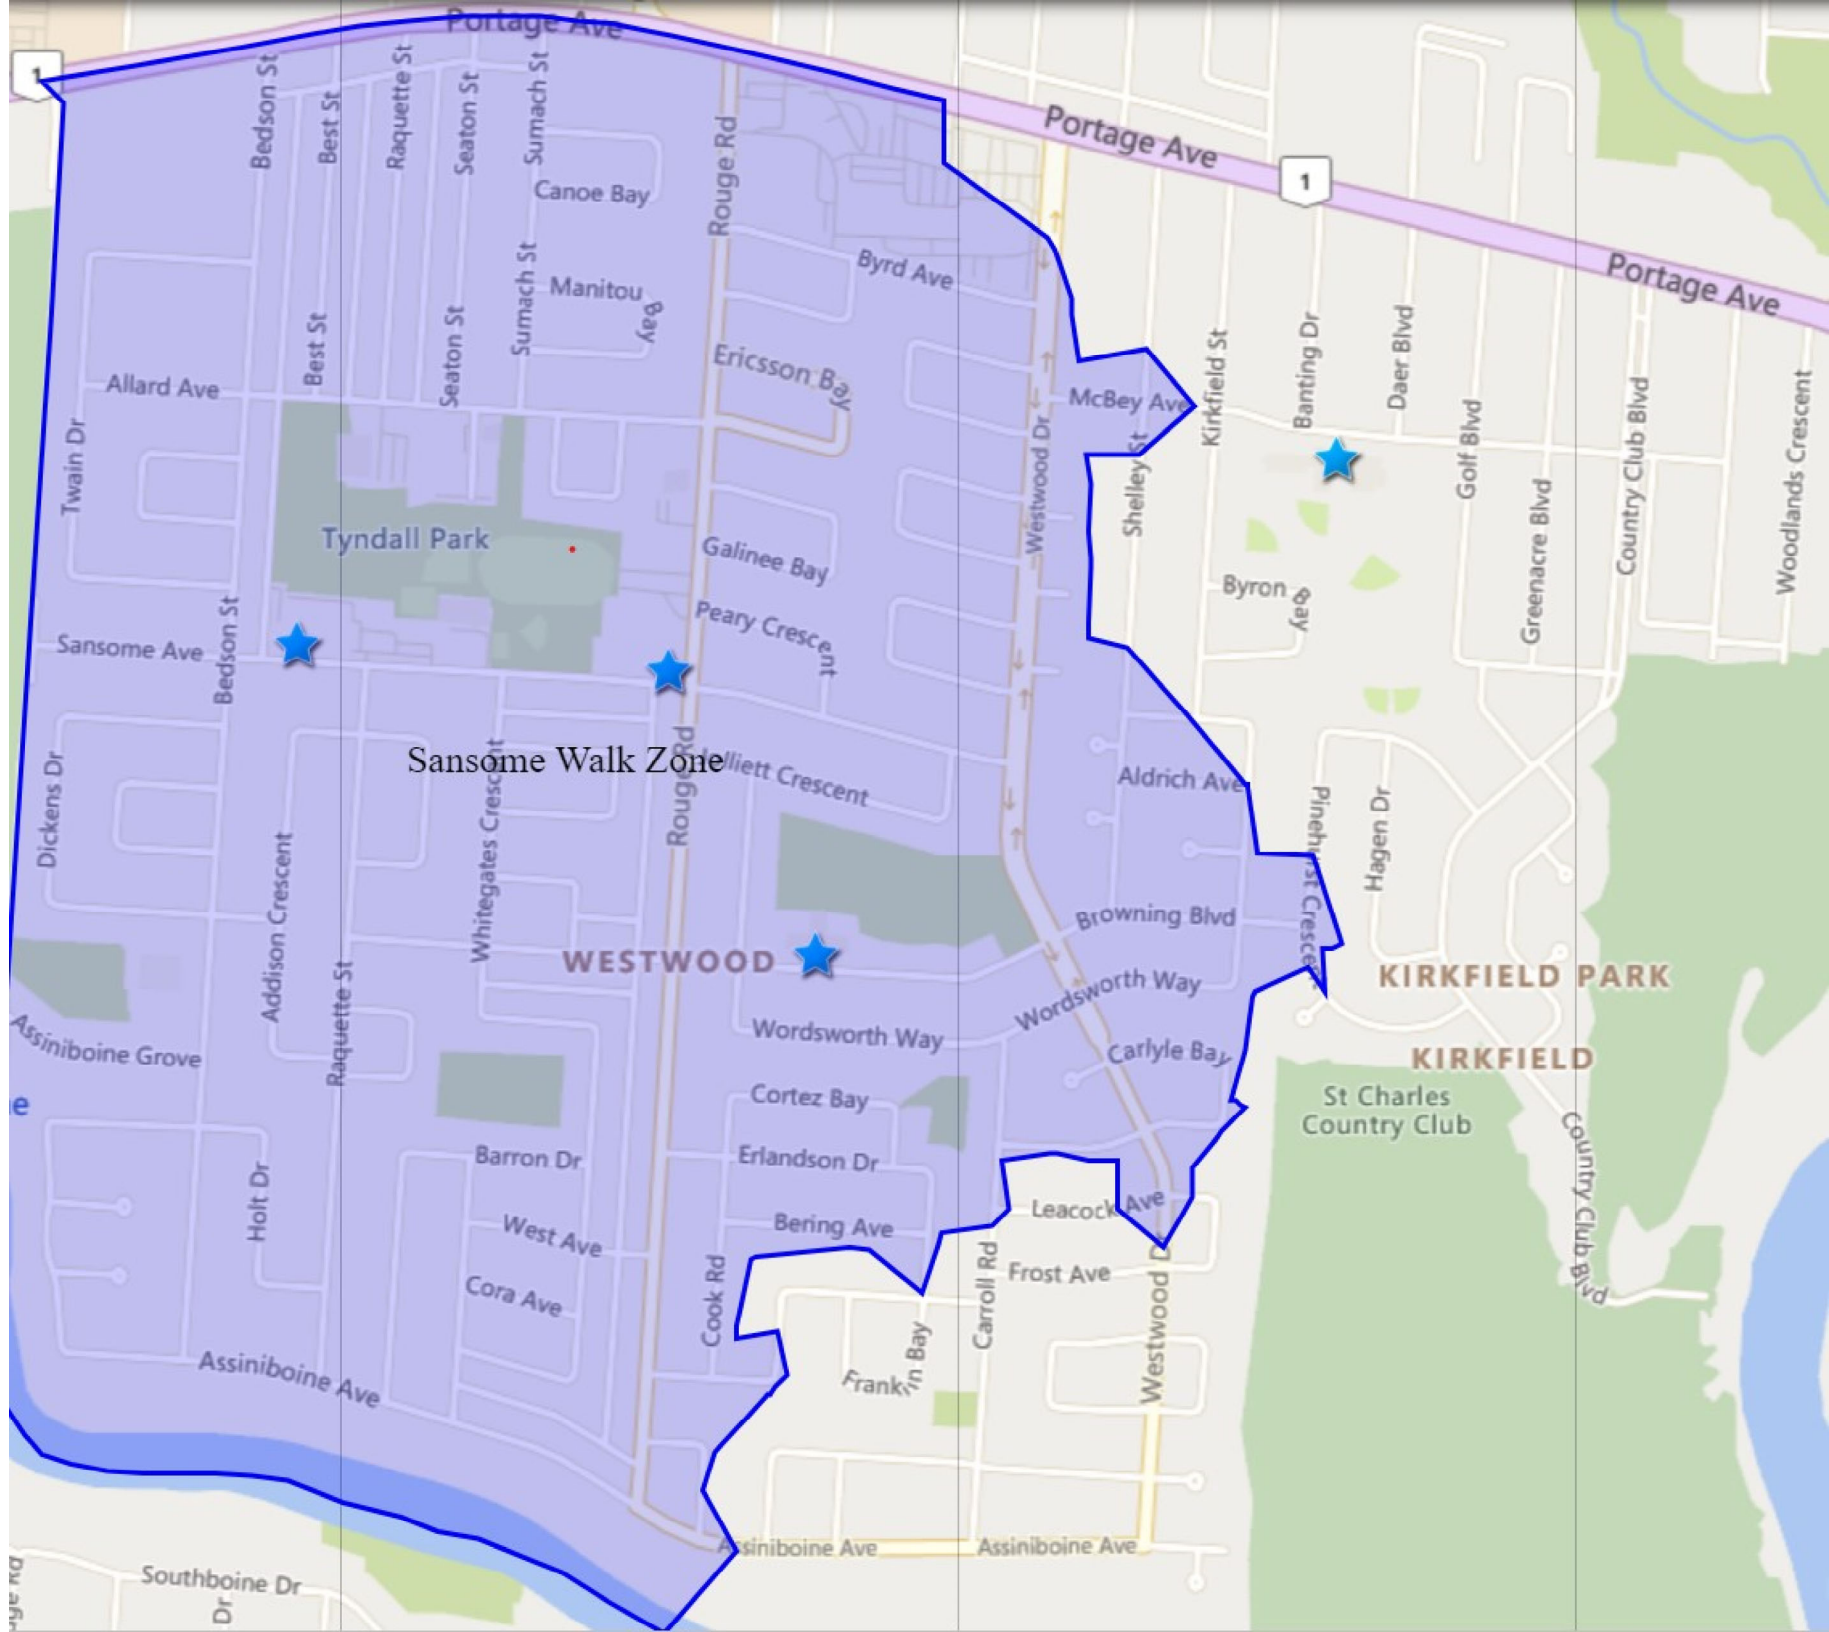 Portage Ave
1
Bedson St
Best St
Raquette St
Seaton St
Sumach St
Rouge Rd
Portage Ave
1
Canoe Bay
Byrd Ave
Portage Ave
Sumach St
Manitou Bay
Best St
Seaton St
Ericsson Bay
Kirkfield St
Banting Dr
Daer Blvd
Allard Ave
McBey Ave
Golf Blvd
Country Club Blvd
Woodlands Crescent
Twain Dr
Westwood Dr
Shelley St
Greenacre Blvd
Tyndall Park
Galinee Bay
Byron Bay
Peary Crescent
Sansome Ave
Bedson St
Sansome Walk Zone
Rouge Rd
Jolliett Crescent
Aldrich Ave
Dickens Dr
Whitegates Crescent
Pinehurst Crescent
Hagen Dr
Addison Crescent
Browning Blvd
WESTWOOD
KIRKFIELD PARK
Wordsworth Way
Raquette St
Assiniboine Grove
Wordsworth Way
Carlyle Bay
KIRKFIELD
e
Cortez Bay
St Charles
Country Club
Barron Dr
Erlandson Dr
Country Club Blvd
Holt Dr
Leacock Ave
West Ave
Bering Ave
Cora Ave
Cook Rd
Carroll Rd
Frost Ave
Westwood Dr
Assiniboine Ave
Franklin Bay
Assiniboine Ave
Assiniboine Ave
Southboine Dr
Dr
ge Rd